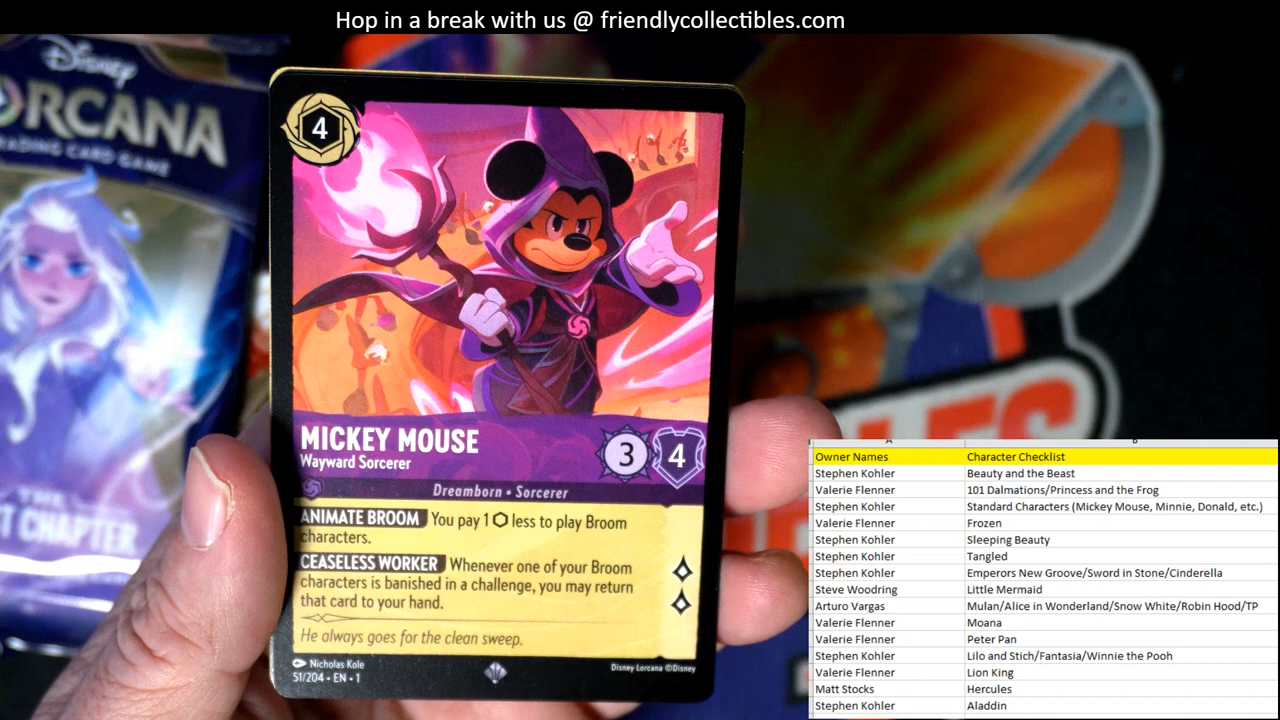 Hop in a break with us @ friendlycollectibles.com
Disney
ORCANA
TRADING CARD GAME
4
MICKEY MOUSE
Wayward Sorcerer
3
4
Dreamborn • Sorcerer
ANIMATE BROOM You pay 1 less to play Broom
characters.
CEASELESS WORKER Whenever one of your Broom
characters is banished in a challenge, you may return
that card to your hand.
He always goes for the clean sweep.
Nicholas Kole
Disney Lorcana ©Disney
51/204 • EN • 1
THE
CHAPTER
LES
A
B
Owner Names Character Checklist
Stephen Kohler Beauty and the Beast
Valerie Flenner 101 Dalmations/Princess and the Frog
Stephen Kohler Standard Characters (Mickey Mouse, Minnie, Donald, etc.)
Valerie Flenner Frozen
Stephen Kohler Sleeping Beauty
Stephen Kohler Tangled
Stephen Kohler Emperors New Groove/Sword in Stone/Cinderella
Steve Woodring Little Mermaid
Arturo Vargas Mulan/Alice in Wonderland/Snow White/Robin Hood/TP
Valerie Flenner Moana
Valerie Flenner Peter Pan
Stephen Kohler Lilo and Stich/Fantasia/Winnie the Pooh
Valerie Flenner Lion King
Matt Stocks Hercules
Stephen Kohler Aladdin